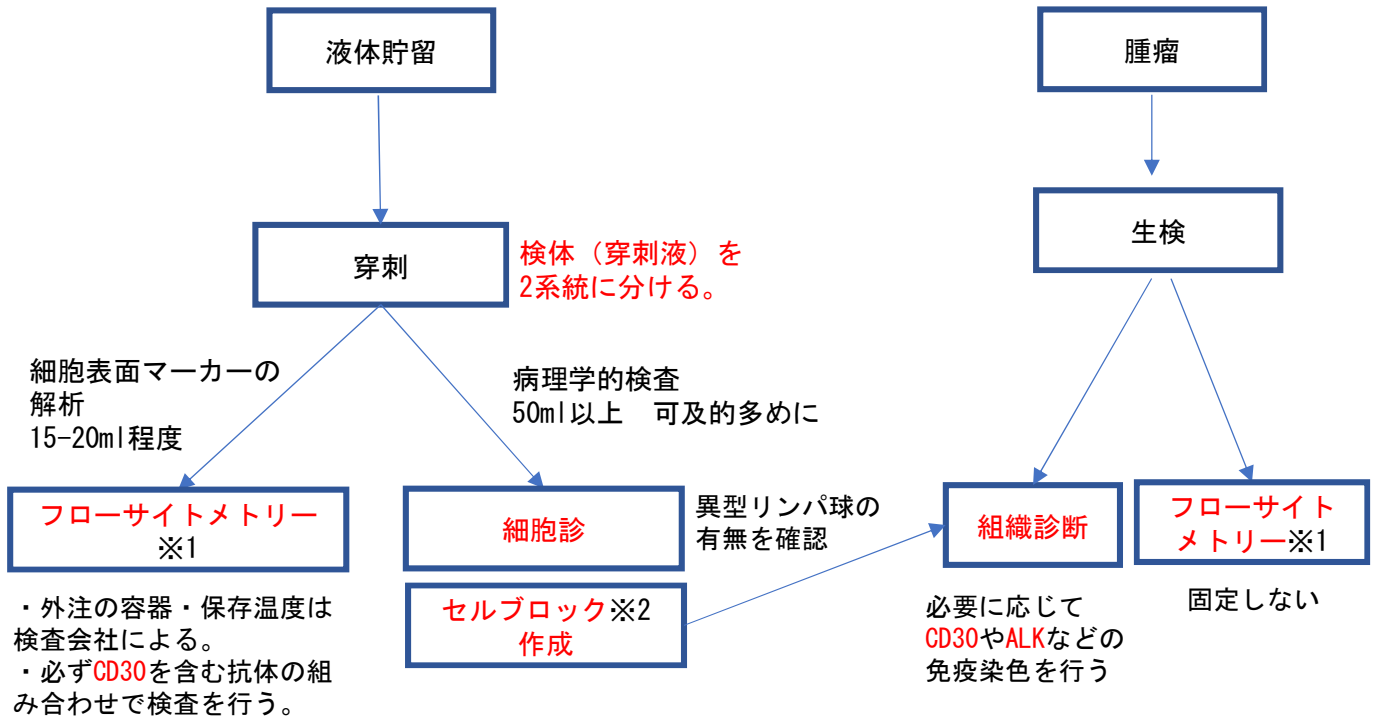 液体貯留
腫瘤
穿刺
検体（穿刺液）を
2系統に分ける。
生検
細胞表面マーカーの
解析
15-20ml程度
病理学的検査
50ml以上　可及的多めに
フローサイトメトリー
※1
・外注の容器・保存温度は
検査会社による。
・必ずCD30を含む抗体の組
み合わせで検査を行う。
細胞診
セルブロック※2
作成
異型リンパ球の
有無を確認
組織診断
必要に応じて
CD30やALKなどの
免疫染色を行う
フローサイト
メトリー※1
固定しない